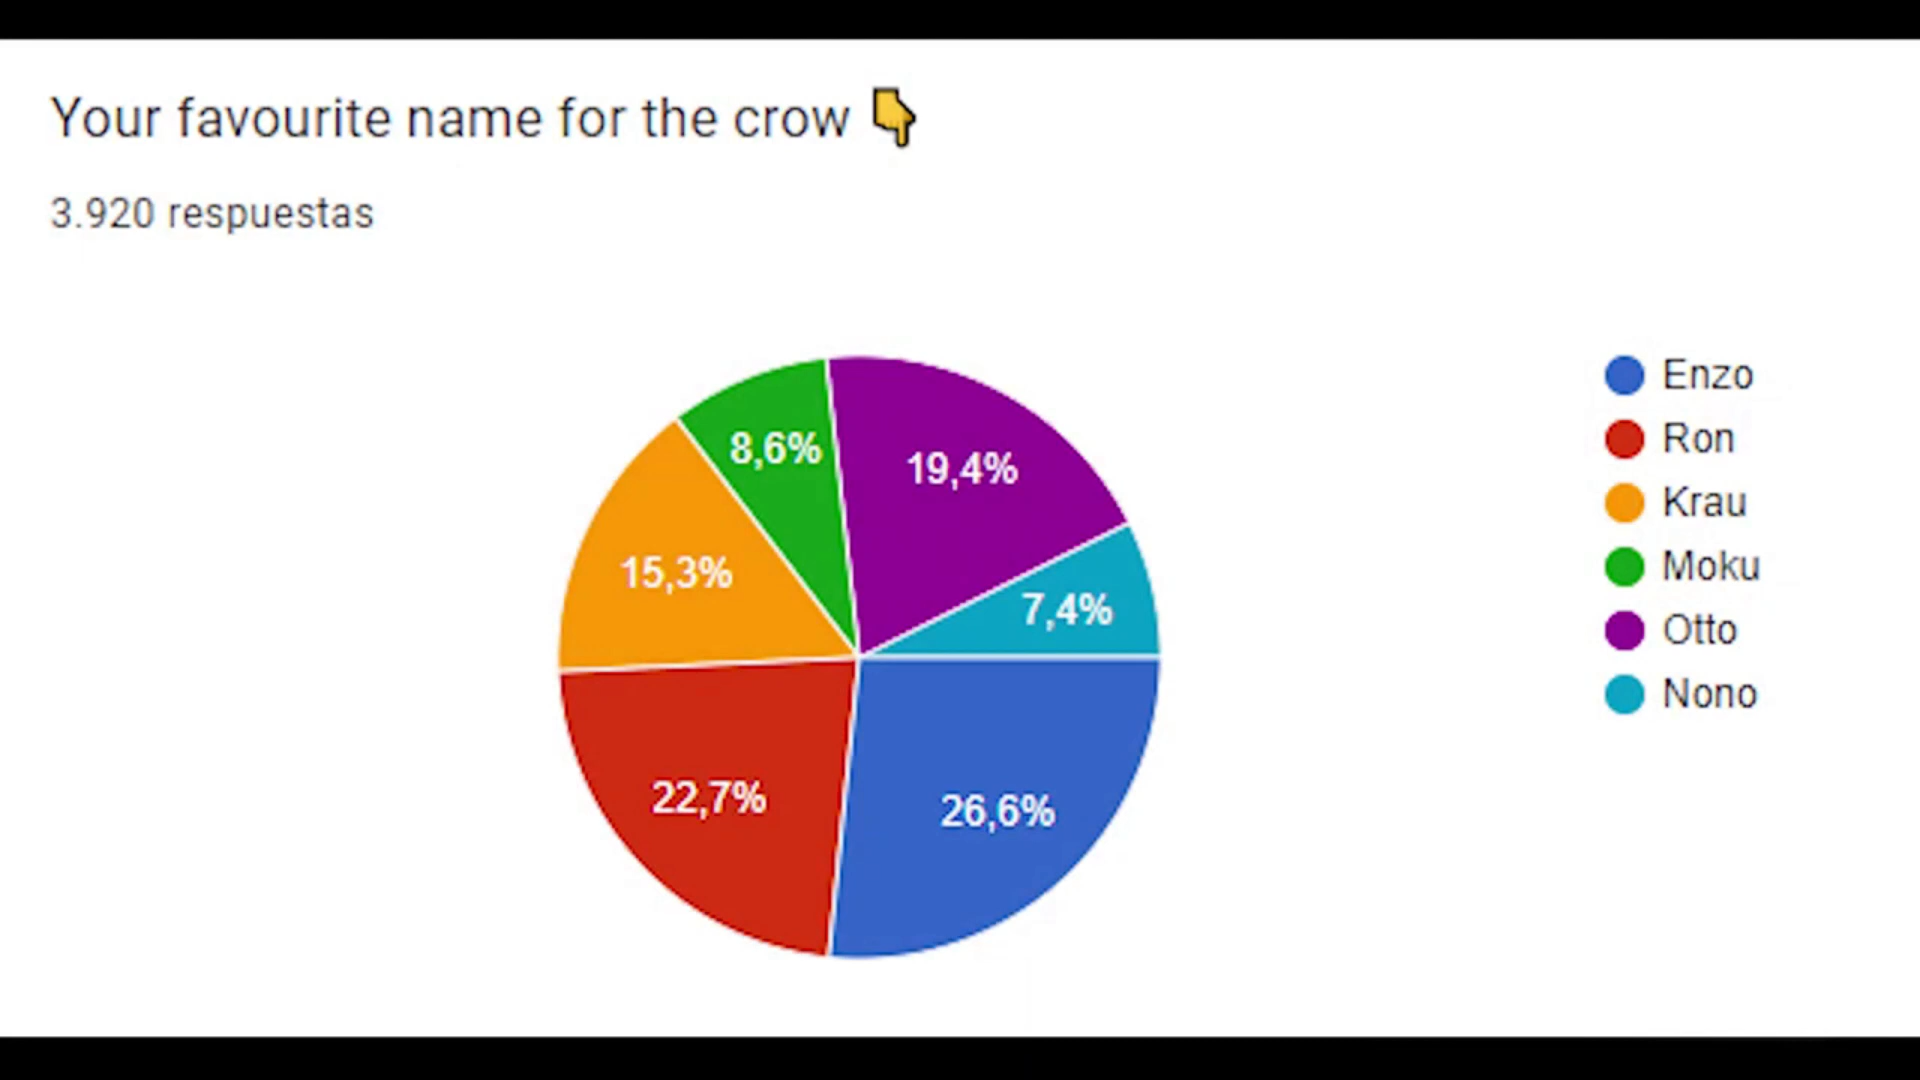 Your favourite name for the crow 👇
3.920 respuestas
8,6%
19,4%
15,3%
7,4%
22,7%
26,6%
Enzo
Ron
Krau
Moku
Otto
Nono